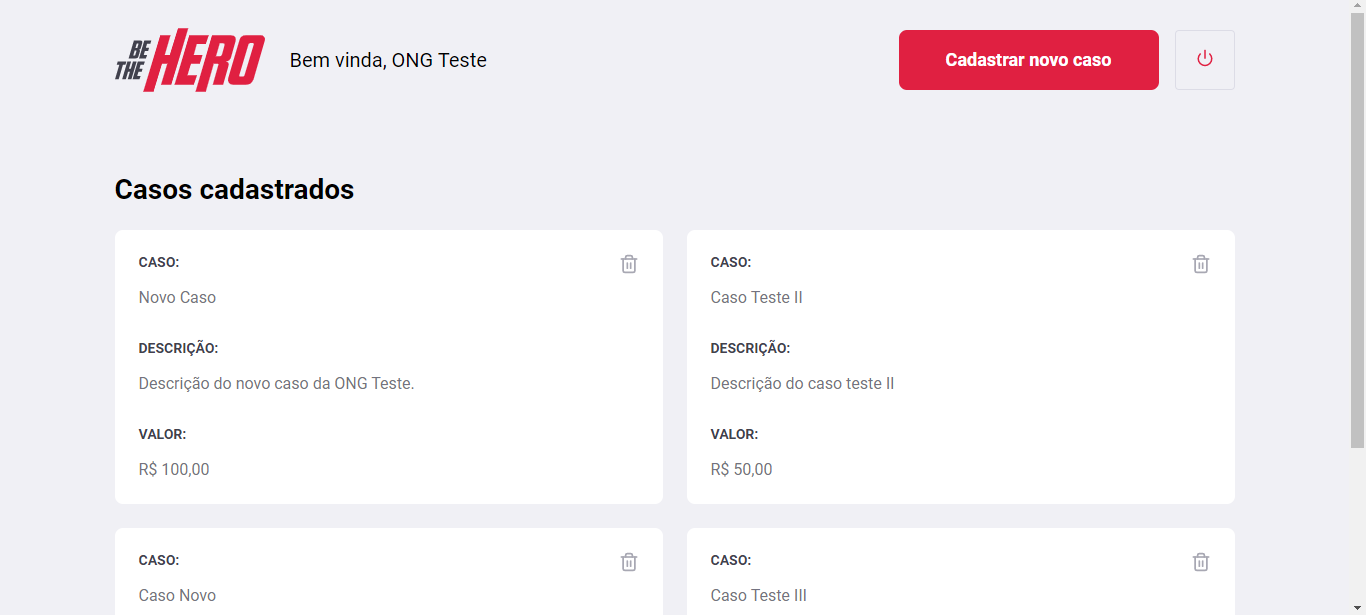 BE THE HERO
Bem vinda, ONG Teste
Cadastrar novo caso
Casos cadastrados
CASO:
Novo Caso
DESCRIÇÃO:
Descrição do novo caso da ONG Teste.
VALOR:
R$ 100,00
CASO:
Caso Teste II
DESCRIÇÃO:
Descrição do caso teste II
VALOR:
R$ 50,00
CASO:
Caso Novo
CASO:
Caso Teste III